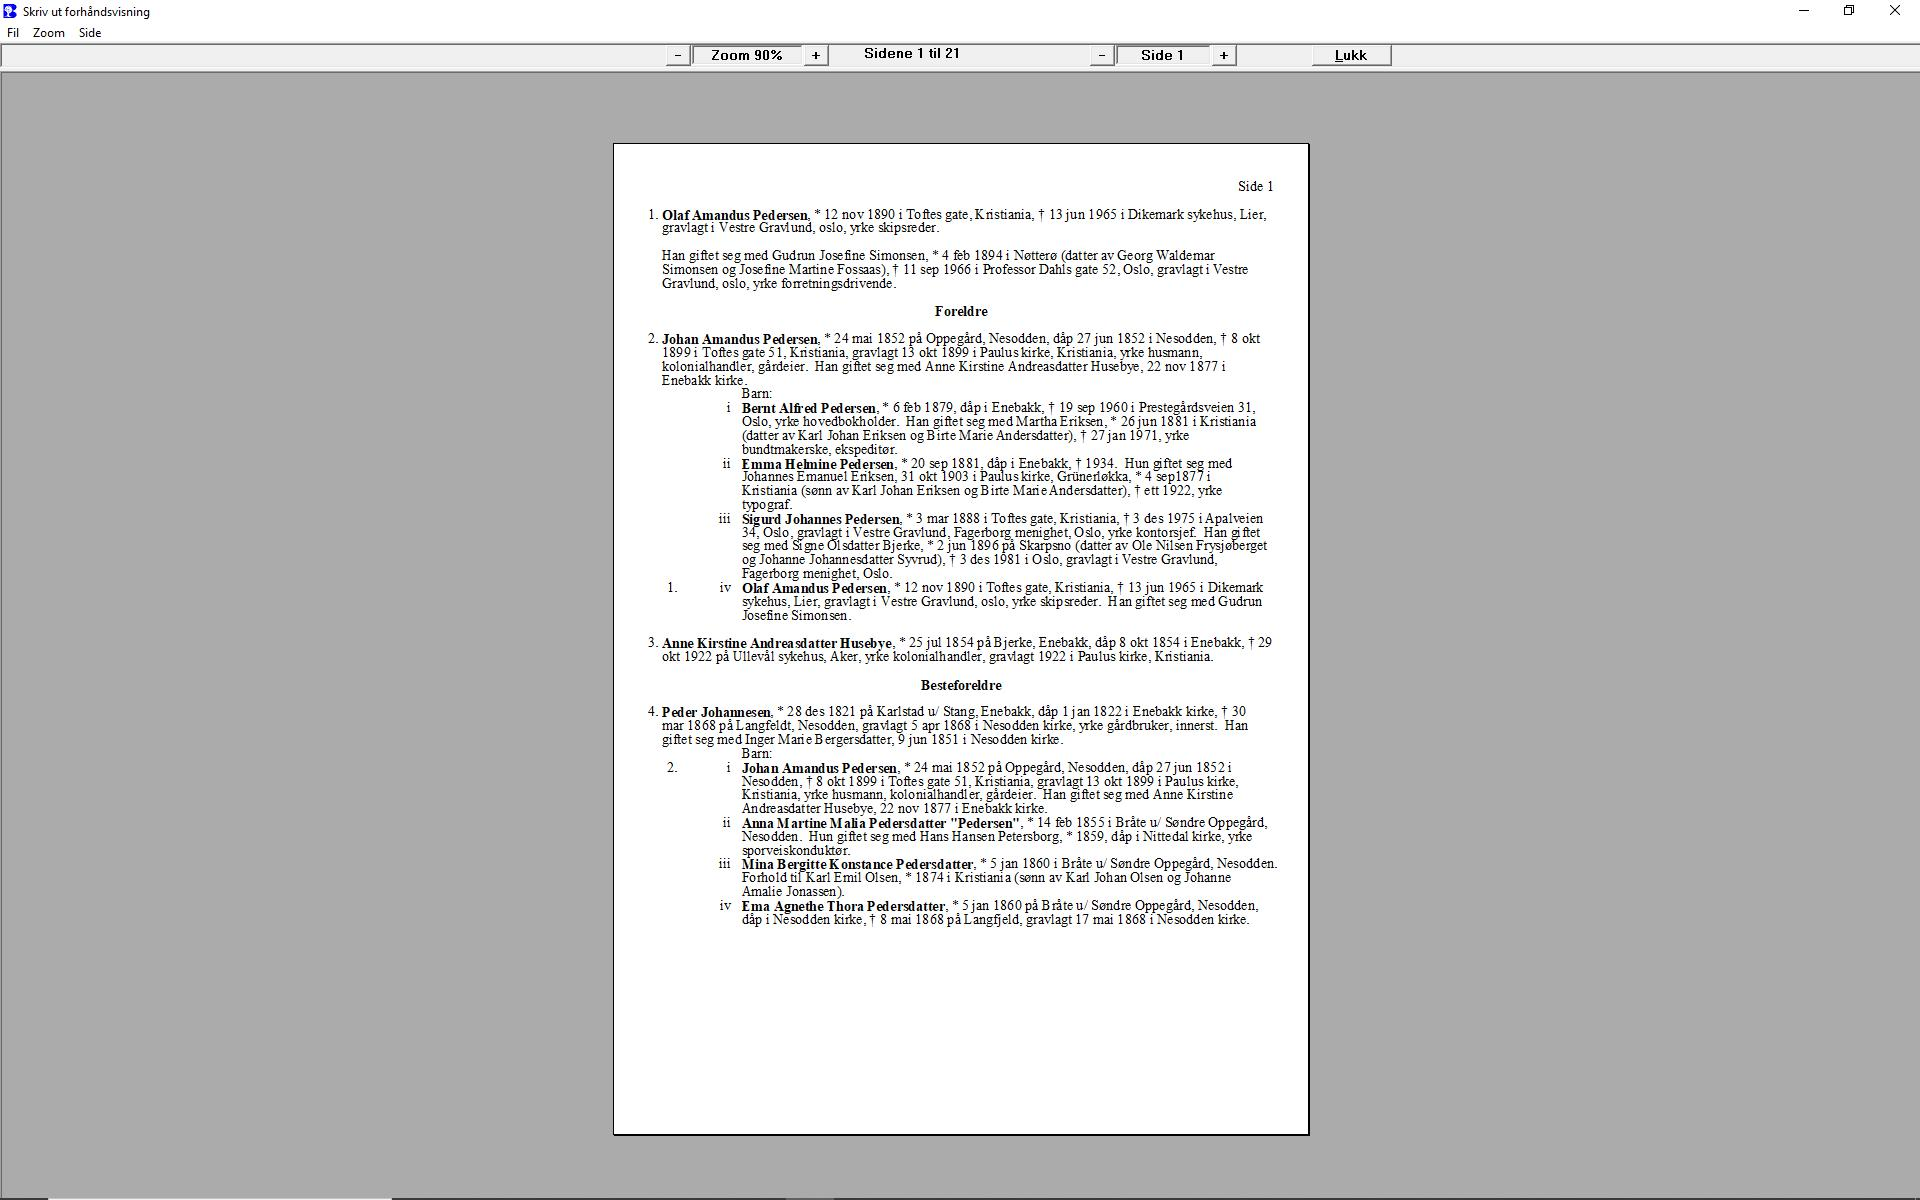 Skriv ut forhåndsvisning
Fil Zoom Side
- Zoom 90% + Sidene 1 til 21 - Side 1 + Lukk
Side 1
1. Olaf Amandus Pedersen, * 12 nov 1890 i Toftes gate, Kristiania, † 13 jun 1965 i Dikemark sykehus, Lier,
gravlagt i Vestre Gravlund, oslo, yrke skipsreder.
Han giftet seg med Gudrun Josefine Simonsen, * 4 feb 1894 i Nøtterø (datter av Georg Waldemar
Simonsen og Josefine Martine Fossaas), † 11 sep 1966 i Professor Dahls gate 52, Oslo, gravlagt i Vestre
Gravlund, oslo, yrke forretningsdrivende.
Foreldre
2. Johan Amandus Pedersen, * 24 mai 1852 på Oppegård, Nesodden, dåp 27 jun 1852 i Nesodden, † 8 okt
1899 i Toftes gate 51, Kristiania, gravlagt 13 okt 1899 i Paulus kirke, Kristiania, yrke husmann,
kolonialhandler, gårdeier. Han giftet seg med Anne Kirstine Andreasdatter Husebye, 22 nov 1877 i
Enebakk kirke.
Barn:
i Bernt Alfred Pedersen, * 6 feb 1879, dåp i Enebakk, † 19 sep 1960 i Prestegårdsveien 31,
Oslo, yrke hovedbokholder. Han giftet seg med Martha Eriksen, * 26 jun 1881 i Kristiania
(datter av Karl Johan Eriksen og Birte Marie Andersdatter), † 27 jan 1971, yrke
bundtmakerske, ekspeditør.
ii Emma Helmine Pedersen, * 20 sep 1881, dåp i Enebakk, † 1934. Hun giftet seg med
Johannes Emanuel Eriksen, 31 okt 1903 i Paulus kirke, Grünerløkka, * 4 sep1877 i
Kristiania (sønn av Karl Johan Eriksen og Birte Marie Andersdatter), † ett 1922, yrke
typograf.
iii Sigurd Johannes Pedersen, * 3 mar 1888 i Toftes gate, Kristiania, † 3 des 1975 i Apalveien
34, Oslo, gravlagt i Vestre Gravlund, Fagerborg menighet, Oslo, yrke kontorsjef. Han giftet
seg med Signe Olsdatter Bjerke, * 2 jun 1896 på Skarpsno (datter av Ole Nilsen Frysjøberget
og Johanne Johannesdatter Syvrud), † 3 des 1981 i Oslo, gravlagt i Vestre Gravlund,
Fagerborg menighet, Oslo.
1. iv Olaf Amandus Pedersen, * 12 nov 1890 i Toftes gate, Kristiania, † 13 jun 1965 i Dikemark
sykehus, Lier, gravlagt i Vestre Gravlund, oslo, yrke skipsreder. Han giftet seg med Gudrun
Josefine Simonsen.
3. Anne Kirstine Andreasdatter Husebye, * 25 jul 1854 på Bjerke, Enebakk, dåp 8 okt 1854 i Enebakk, † 29
okt 1922 på Ullevål sykehus, Aker, yrke kolonialhandler, gravlagt 1922 i Paulus kirke, Kristiania.
Besteforeldre
4. Peder Johannesen, * 28 des 1821 på Karlstad u/ Stang, Enebakk, dåp 1 jan 1822 i Enebakk kirke, † 30
mar 1868 på Langfeldt, Nesodden, gravlagt 5 apr 1868 i Nesodden kirke, yrke gårdbruker, innerst. Han
giftet seg med Inger Marie Bergersdatter, 9 jun 1851 i Nesodden kirke.
Barn:
2. i Johan Amandus Pedersen, * 24 mai 1852 på Oppegård, Nesodden, dåp 27 jun 1852 i
Nesodden, † 8 okt 1899 i Toftes gate 51, Kristiania, gravlagt 13 okt 1899 i Paulus kirke,
Kristiania, yrke husmann, kolonialhandler, gårdeier. Han giftet seg med Anne Kirstine
Andreasdatter Husebye, 22 nov 1877 i Enebakk kirke.
ii Anna Martine Malia Pedersdatter "Pedersen", * 14 feb 1855 i Bråte u/ Søndre Oppegård,
Nesodden. Hun giftet seg med Hans Hansen Petersborg, * 1859, dåp i Nittedal kirke, yrke
sporveiskonduktør.
iii Mina Bergitte Konstance Pedersdatter, * 5 jan 1860 i Bråte u/ Søndre Oppegård, Nesodden.
Forhold til Karl Emil Olsen, * 1874 i Kristiania (sønn av Karl Johan Olsen og Johanne
Amalie Jonassen).
iv Ema Agnethe Thora Pedersdatter, * 5 jan 1860 på Bråte u/ Søndre Oppegård, Nesodden,
dåp i Nesodden kirke, † 8 mai 1868 på Langfjeld, gravlagt 17 mai 1868 i Nesodden kirke.